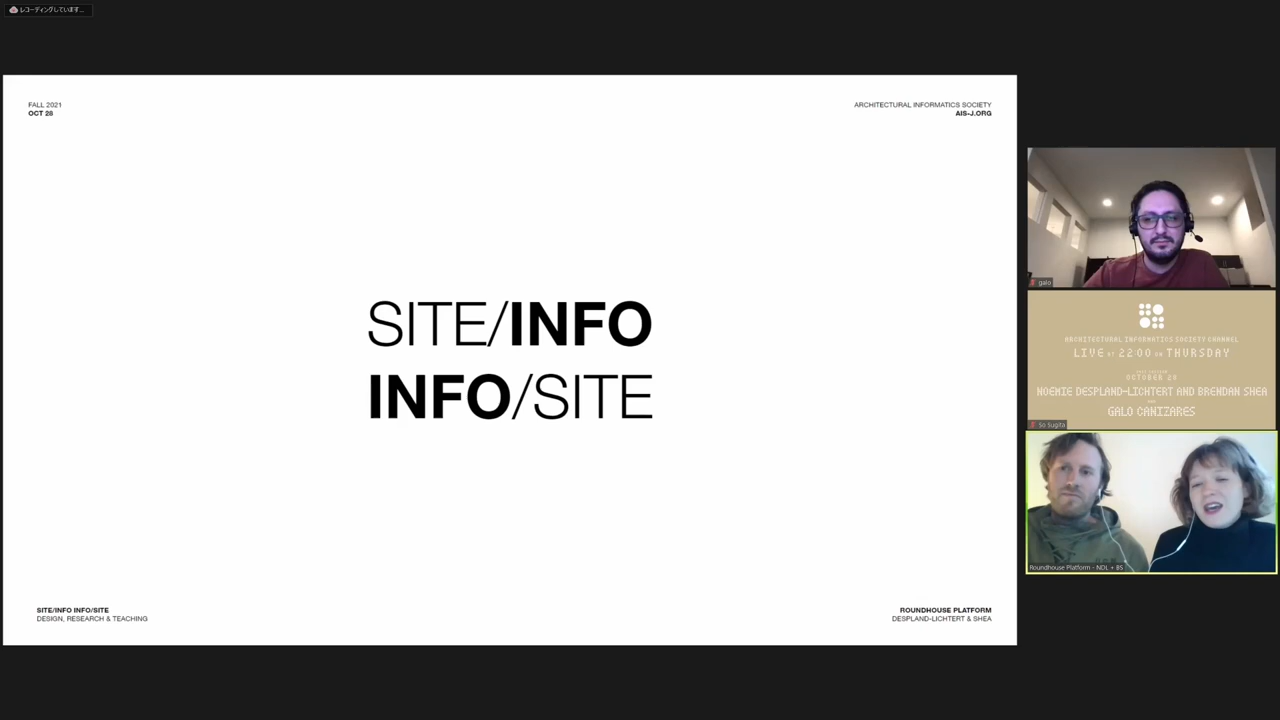 レコーディングしています...
FALL 2021
OCT 28
ARCHITECTURAL INFORMATICS SOCIETY
AIS-J.ORG
SITE/INFO
INFO/SITE
SITE/INFO INFO/SITE
DESIGN, RESEARCH & TEACHING
ROUNDHOUSE PLATFORM
DESPLAND-LICHTERT & SHEA
galo
ARCHITECTURAL INFORMATICS SOCIETY CHANNEL
LIVE AT 22:00 ON THURSDAY
OCTOBER 28
NOEMIE DESPLAND-LICHTERT AND BRENDAN SHEA
GALO CANIZARES
So Sugita
Roundhouse Platform - NDL + BS